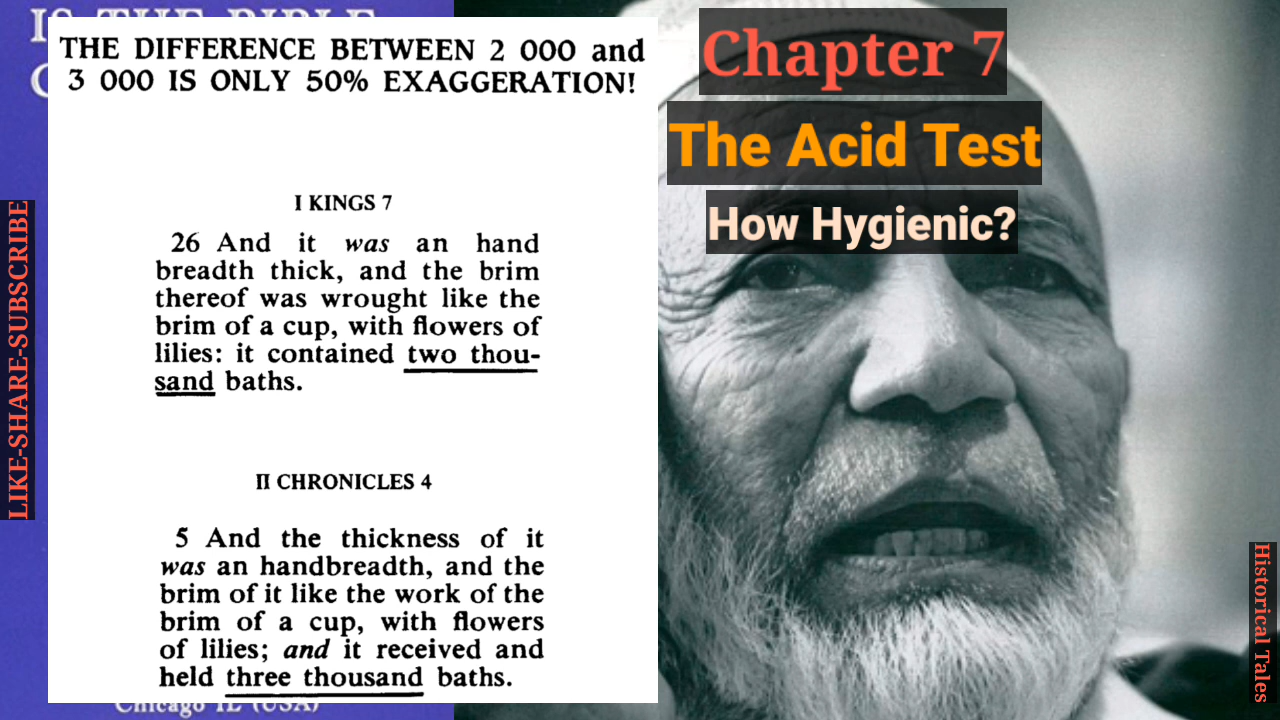 IS THE BIBLE
THE DIFFERENCE BETWEEN 2 000 and
3 000 IS ONLY 50% EXAGGERATION!
I KINGS 7
26 And it was an hand
breadth thick, and the brim
thereof was wrought like the
brim of a cup, with flowers of
lilies: it contained two thou-
sand baths.
II CHRONICLES 4
5 And the thickness of it
was an handbreadth, and the
brim of it like the work of the
brim of a cup, with flowers
of lilies; and it received and
held three thousand baths.
Chicago IL (USA)
Chapter 7
The Acid Test
How Hygienic?
LIKE-SHARE-SUBSCRIBE
Historical Tales